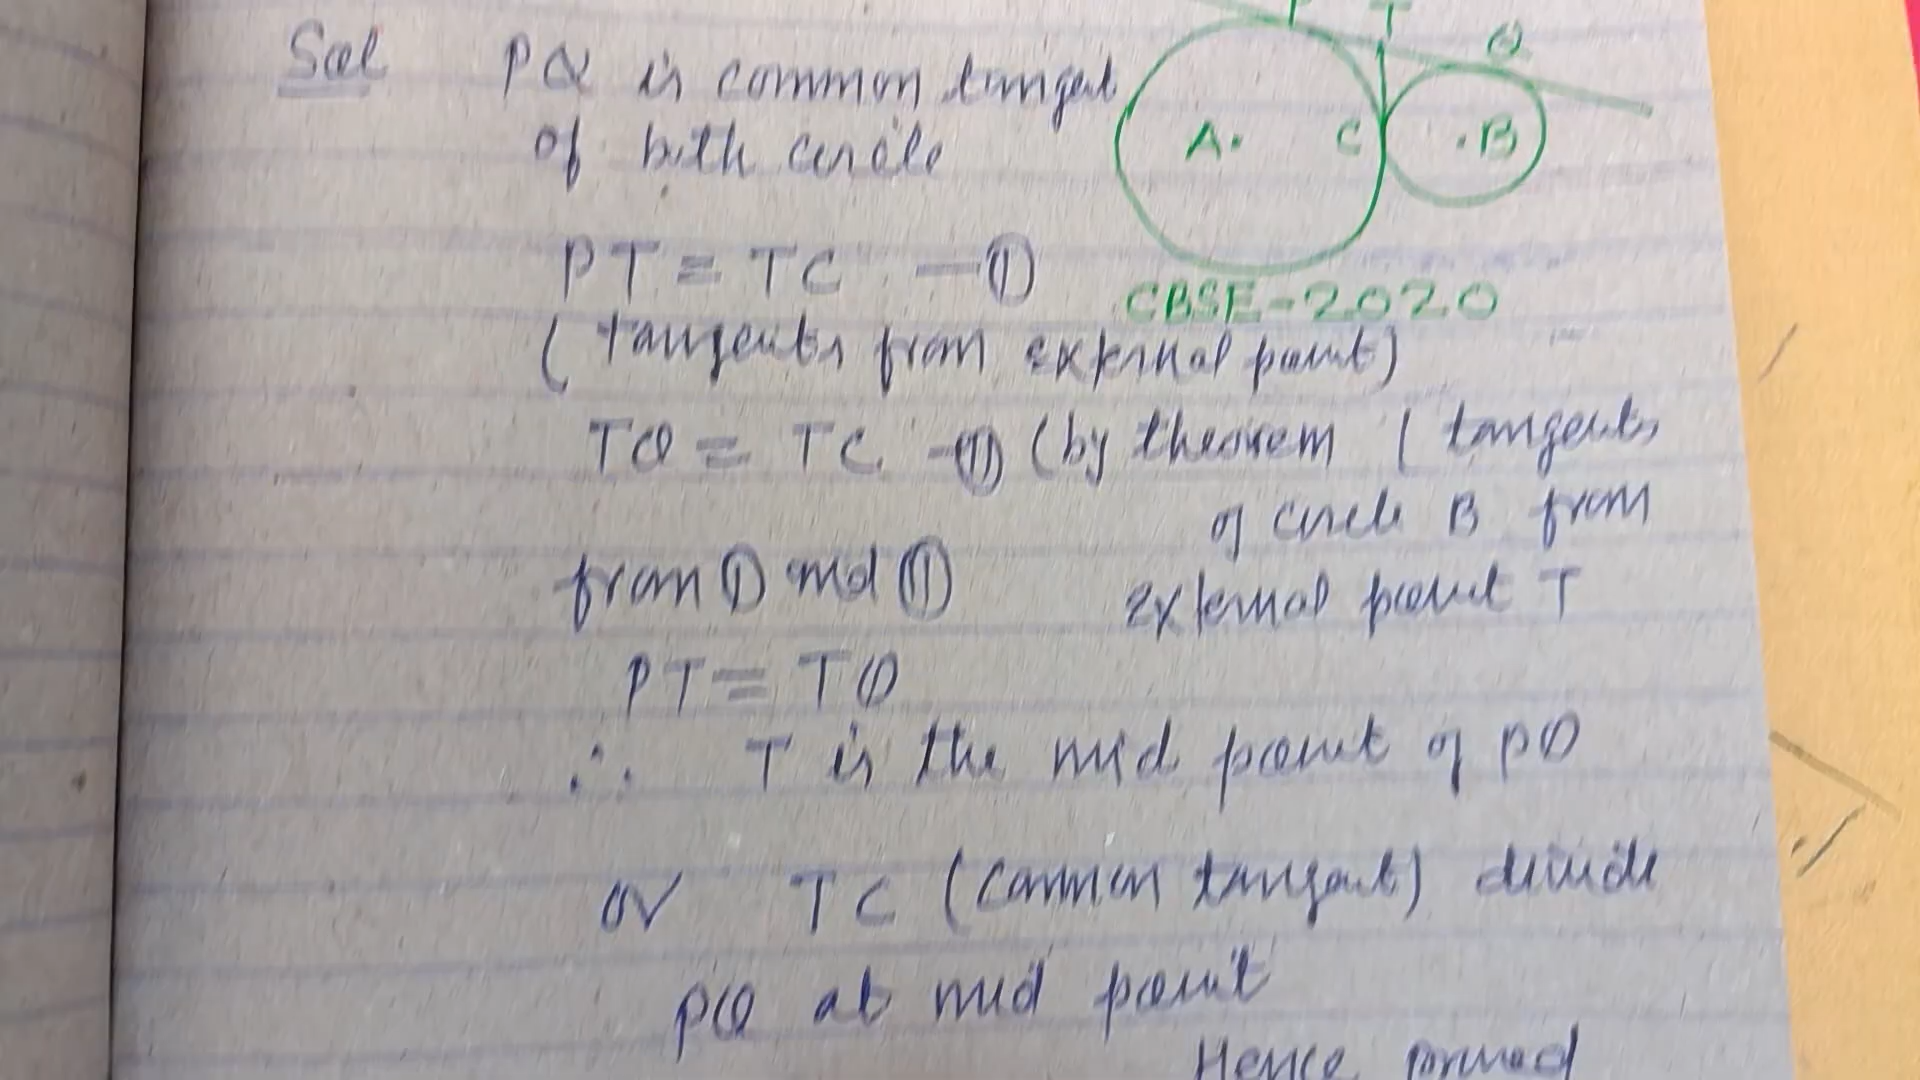 Sol PQ is common tangent
of both circle
P T Q
A. C .B
CBSE-2020
PT = TC — (I)
(tangents from external point)
TQ = TC —(II) (by theorem ( tangents
of circle B from
external point T
from (I) and (II)
PT = TQ
∴ T is the mid point of PQ
or TC (common tangent) divide
PQ at mid point
Hence proved